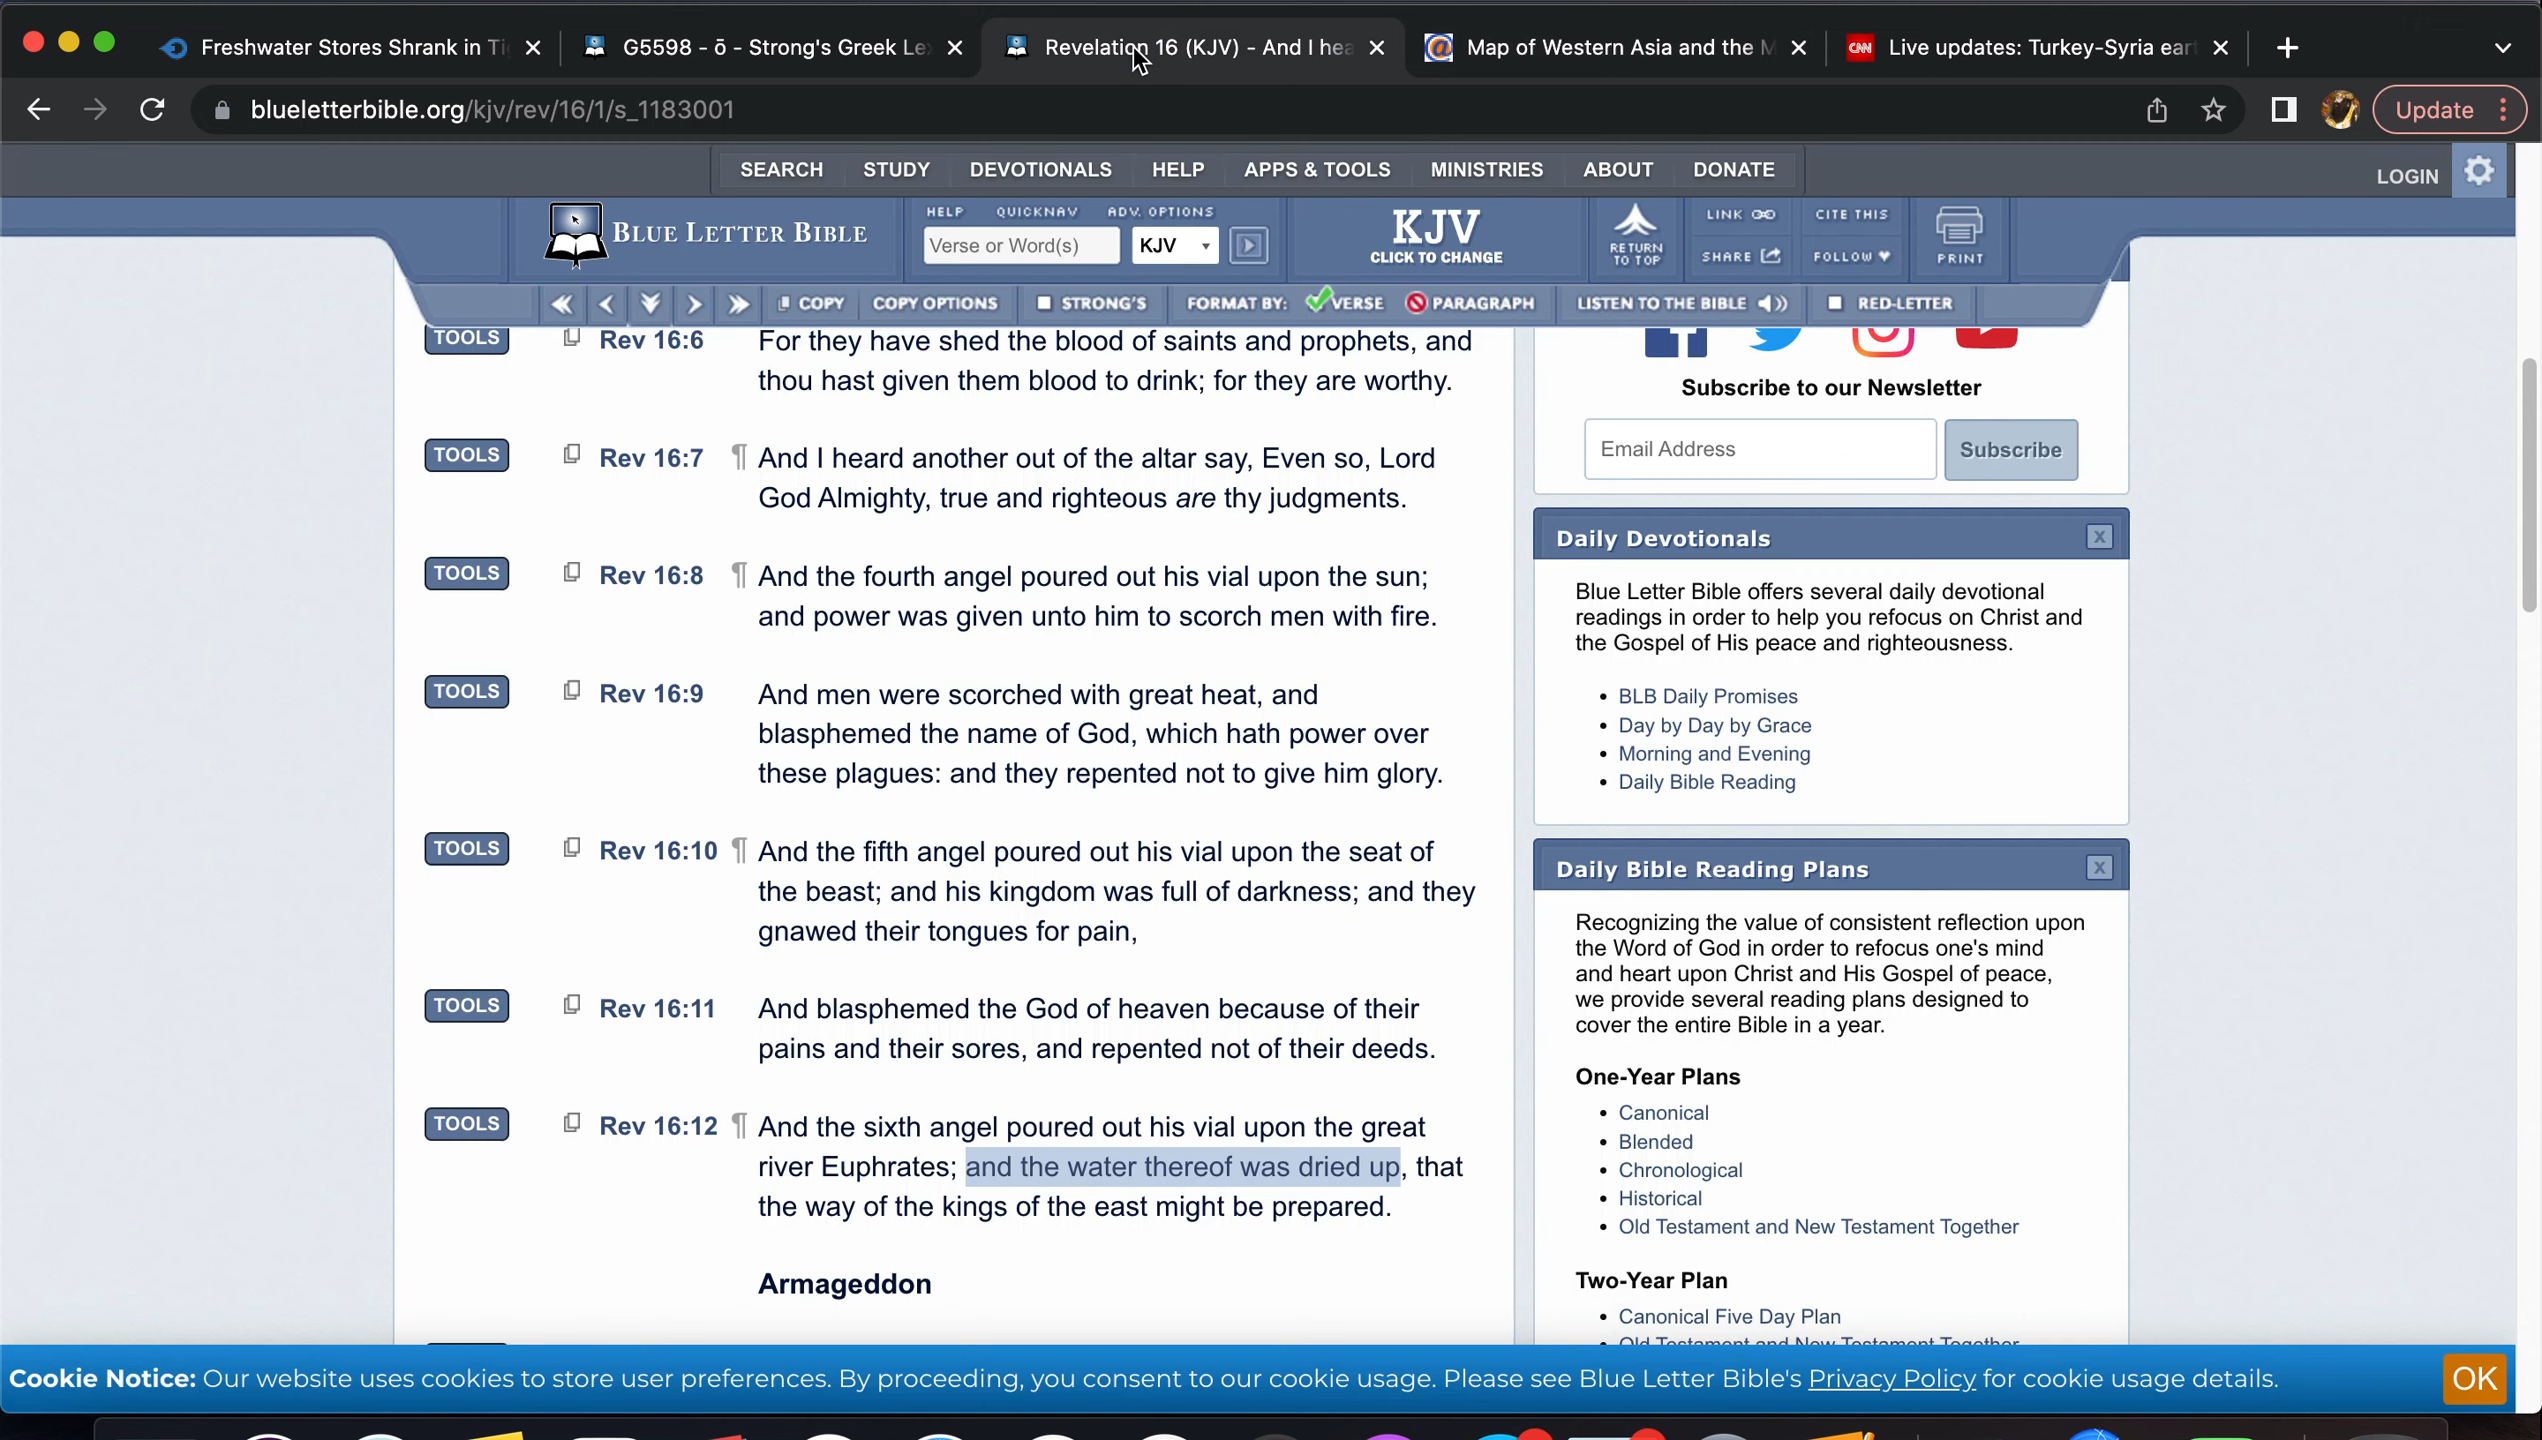 Freshwater Stores Shrank in Ti
G5598 - ō - Strong's Greek Le
Revelation 16 (KJV) - And I hea
Map of Western Asia and the M
CNN
Live updates: Turkey-Syria ear
blueletterbible.org/kjv/rev/16/1/s_1183001
Update
SEARCH STUDY DEVOTIONALS HELP APPS & TOOLS MINISTRIES ABOUT DONATE
LOGIN
BLUE LETTER BIBLE
HELP QUICKNAV ADV. OPTIONS
Verse or Word(s)
KJV
KJV
CLICK TO CHANGE
RETURN
TO TOP
LINK
CITE THIS
SHARE
FOLLOW
PRINT
COPY COPY OPTIONS STRONG'S FORMAT BY: VERSE PARAGRAPH LISTEN TO THE BIBLE RED-LETTER
TOOLS Rev 16:6 For they have shed the blood of saints and prophets, and
thou hast given them blood to drink; for they are worthy.
TOOLS Rev 16:7 ¶ And I heard another out of the altar say, Even so, Lord
God Almighty, true and righteous are thy judgments.
TOOLS Rev 16:8 ¶ And the fourth angel poured out his vial upon the sun;
and power was given unto him to scorch men with fire.
TOOLS Rev 16:9 And men were scorched with great heat, and
blasphemed the name of God, which hath power over
these plagues: and they repented not to give him glory.
TOOLS Rev 16:10 ¶ And the fifth angel poured out his vial upon the seat of
the beast; and his kingdom was full of darkness; and they
gnawed their tongues for pain,
TOOLS Rev 16:11 And blasphemed the God of heaven because of their
pains and their sores, and repented not of their deeds.
TOOLS Rev 16:12 ¶ And the sixth angel poured out his vial upon the great
river Euphrates; and the water thereof was dried up, that
the way of the kings of the east might be prepared.
Armageddon
Subscribe to our Newsletter
Email Address
Subscribe
Daily Devotionals
x
Blue Letter Bible offers several daily devotional
readings in order to help you refocus on Christ and
the Gospel of His peace and righteousness.
• BLB Daily Promises
• Day by Day by Grace
• Morning and Evening
• Daily Bible Reading
Daily Bible Reading Plans
x
Recognizing the value of consistent reflection upon
the Word of God in order to refocus one's mind
and heart upon Christ and His Gospel of peace,
we provide several reading plans designed to
cover the entire Bible in a year.
One-Year Plans
• Canonical
• Blended
• Chronological
• Historical
• Old Testament and New Testament Together
Two-Year Plan
• Canonical Five Day Plan
• Old Testament and New Testament Together
Cookie Notice: Our website uses cookies to store user preferences. By proceeding, you consent to our cookie usage. Please see Blue Letter Bible's Privacy Policy for cookie usage details.
OK